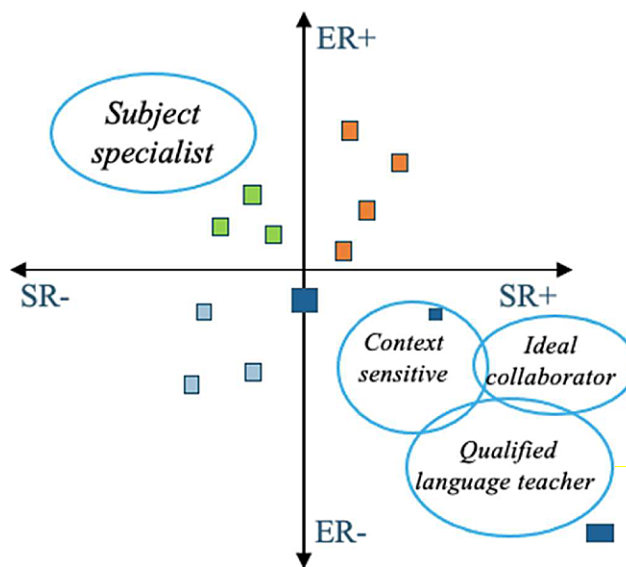 ER+
Subject
specialist
SR-
SR+
Context
sensitive
Ideal
collaborator
Qualified
language teacher
ER-